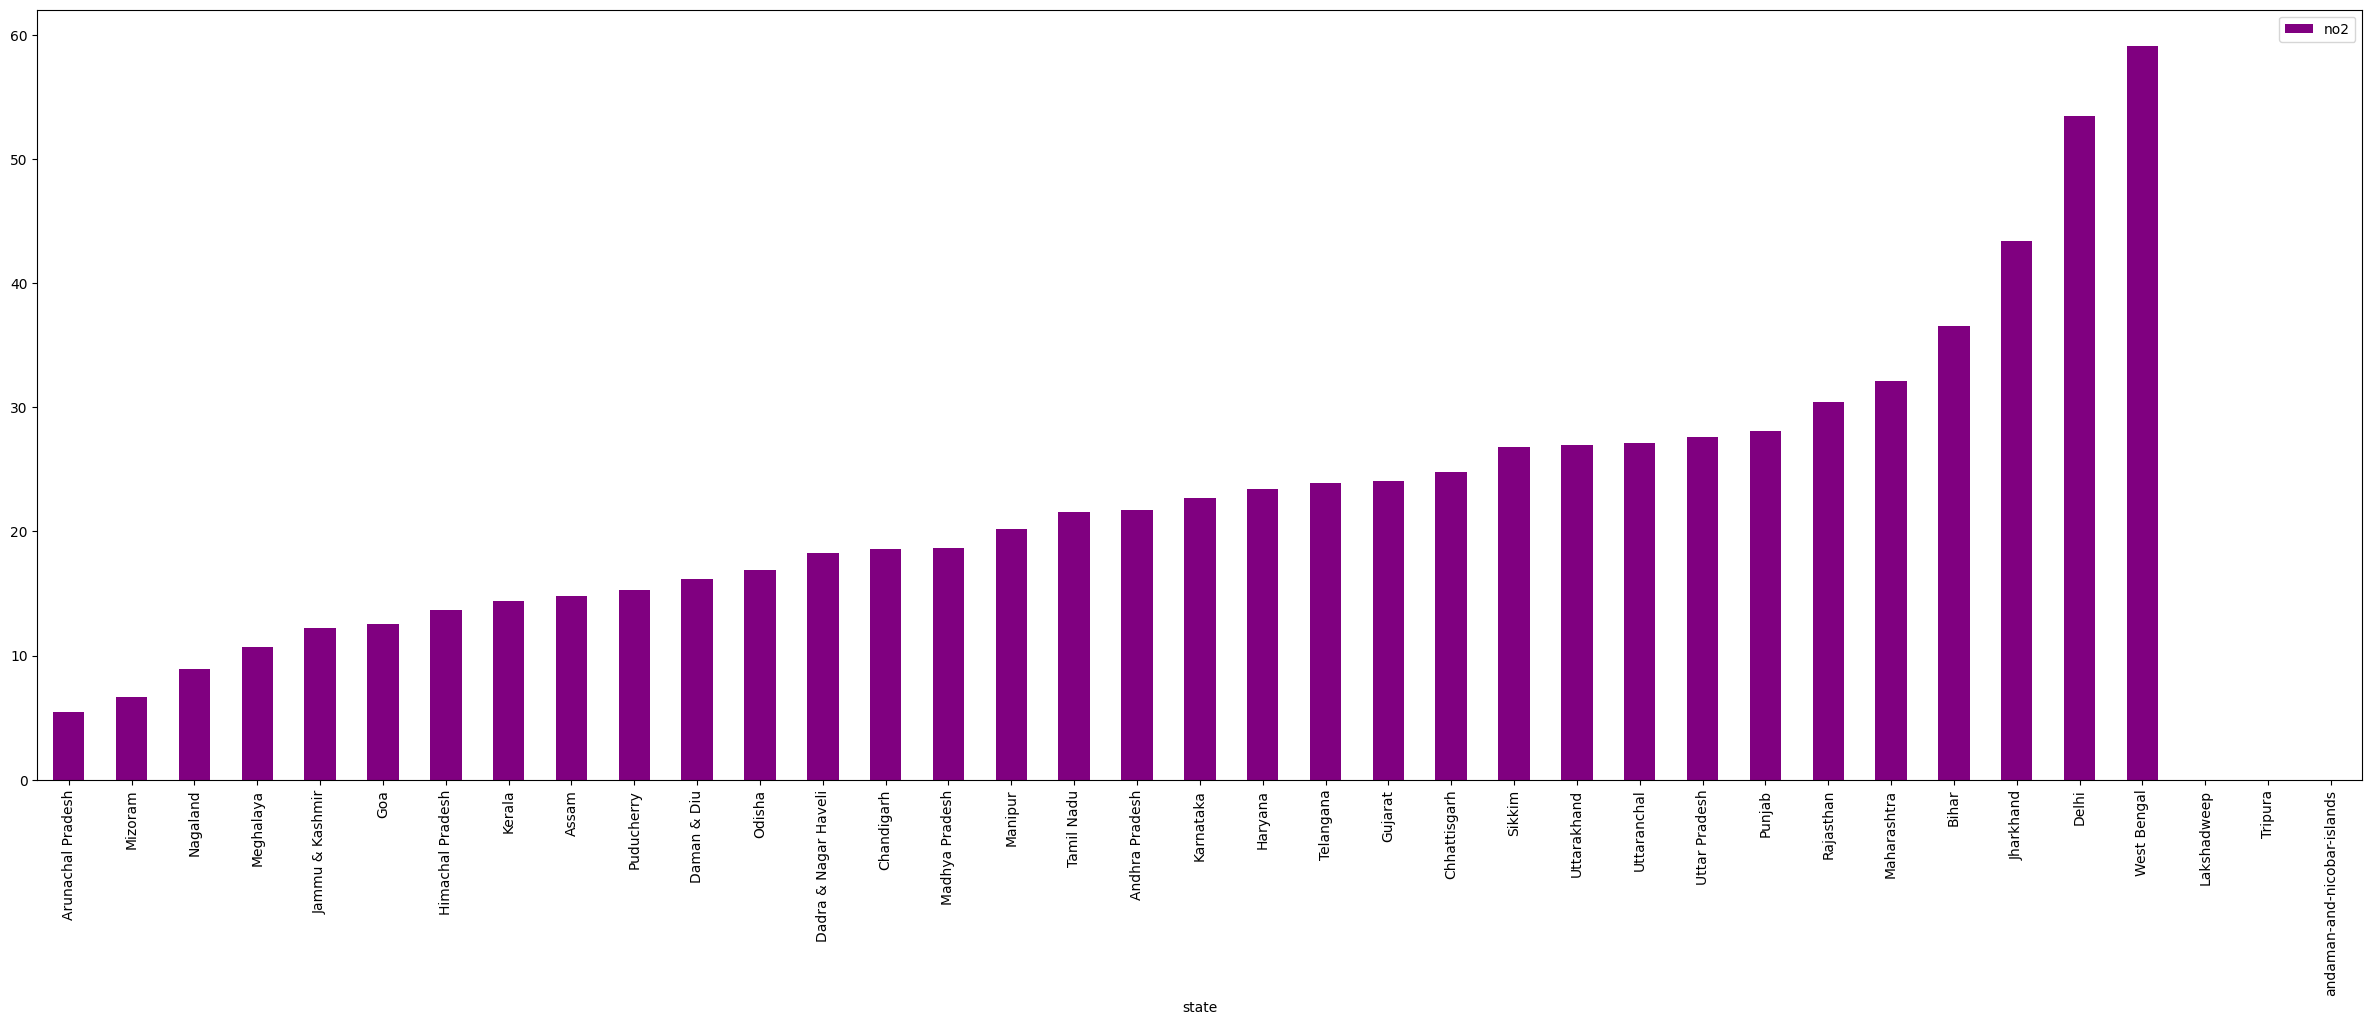 no2
60
50
40
30
20
10
0
Arunachal Pradesh
Mizoram
Nagaland
Meghalaya
Jammu & Kashmir
Goa
Himachal Pradesh
Kerala
Assam
Puducherry
Daman & Diu
Odisha
Dadra & Nagar Haveli
Chandigarh
Madhya Pradesh
Manipur
Tamil Nadu
Andhra Pradesh
Karnataka
Haryana
Telangana
Gujarat
Chhattisgarh
Sikkim
Uttarakhand
Uttaranchal
Uttar Pradesh
Punjab
Rajasthan
Maharashtra
Bihar
Jharkhand
Delhi
West Bengal
Lakshadweep
Tripura
andaman-and-nicobar-islands
state